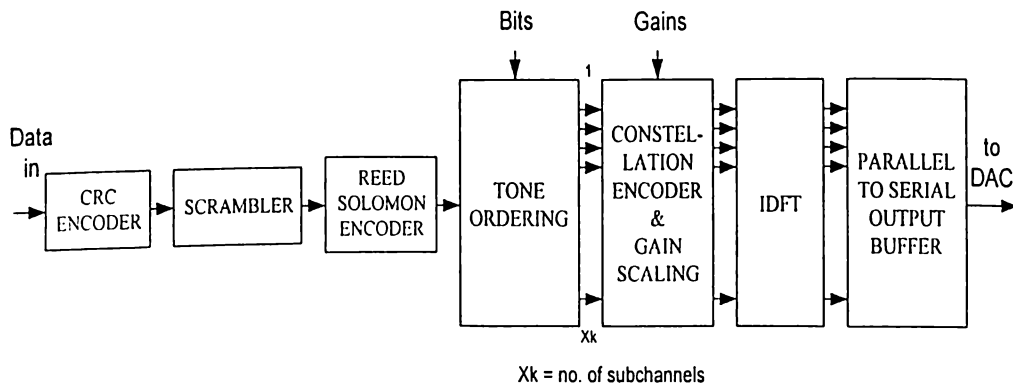 Bits
Gains
1
Data
in
CRC
ENCODER
SCRAMBLER
REED
SOLOMON
ENCODER
TONE
ORDERING
CONSTEL-
LATION
ENCODER
&
GAIN
SCALING
IDFT
PARALLEL
TO SERIAL
OUTPUT
BUFFER
to
DAC
Xk
Xk = no. of subchannels